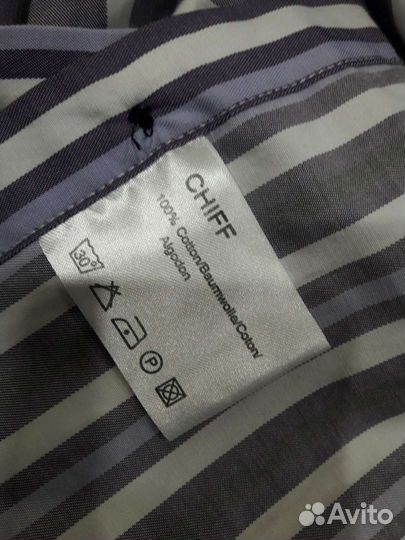 CHIFF
100% Cotton/Baumwolle/Coton/
Algodon
30°
P
Avito